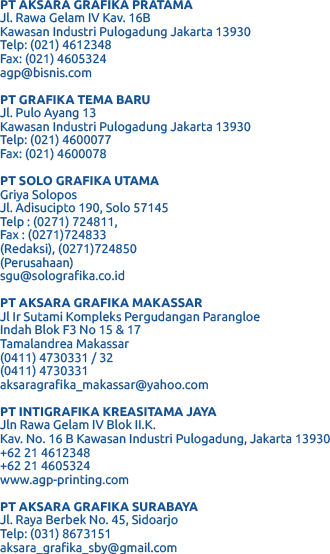 PT AKSARA GRAFIKA PRATAMA
Jl. Rawa Gelam IV Kav. 16B
Kawasan Industri Pulogadung Jakarta 13930
Telp: (021) 4612348
Fax: (021) 4605324
agp@bisnis.com
PT GRAFIKA TEMA BARU
Jl. Pulo Ayang 13
Kawasan Industri Pulogadung Jakarta 13930
Telp: (021) 4600077
Fax: (021) 4600078
PT SOLO GRAFIKA UTAMA
Griya Solopos
Jl. Adisucipto 190, Solo 57145
Telp : (0271) 724811,
Fax : (0271)724833
(Redaksi), (0271)724850
(Perusahaan)
sgu@solografika.co.id
PT AKSARA GRAFIKA MAKASSAR
Jl Ir Sutami Kompleks Pergudangan Parangloe
Indah Blok F3 No 15 & 17
Tamalandrea Makassar
(0411) 4730331 / 32
(0411) 4730331
aksaragrafika_makassar@yahoo.com
PT INTIGRAFIKA KREASITAMA JAYA
Jln Rawa Gelam IV Blok II.K.
Kav. No. 16 B Kawasan Industri Pulogadung, Jakarta 13930
+62 21 4612348
+62 21 4605324
www.agp-printing.com
PT AKSARA GRAFIKA SURABAYA
Jl. Raya Berbek No. 45, Sidoarjo
Telp: (031) 8673151
aksara_grafika_sby@gmail.com